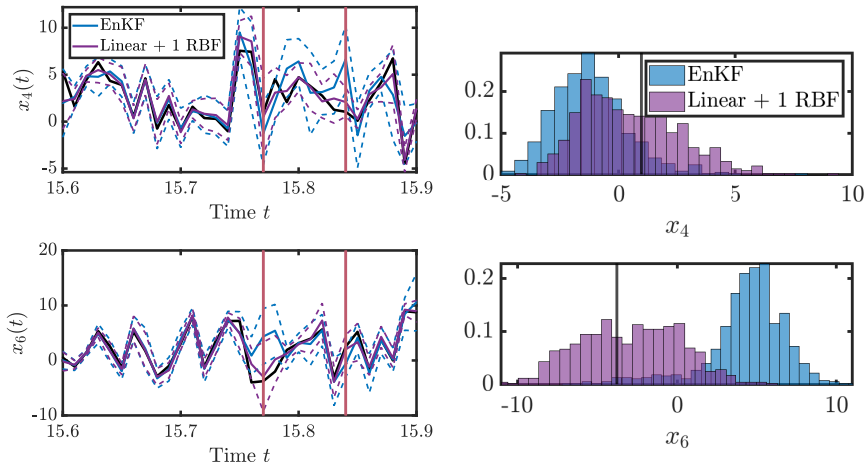 10
5
0
-5
15.6 15.7 15.8 15.9
Time t
x₄(t)
EnKF
Linear + 1 RBF
0.2
0.1
0
-5 0 5 10
x₄
EnKF
Linear + 1 RBF
20
10
0
-10
15.6 15.7 15.8 15.9
Time t
x₆(t)
0.2
0.1
0
-10 0 10
x₆